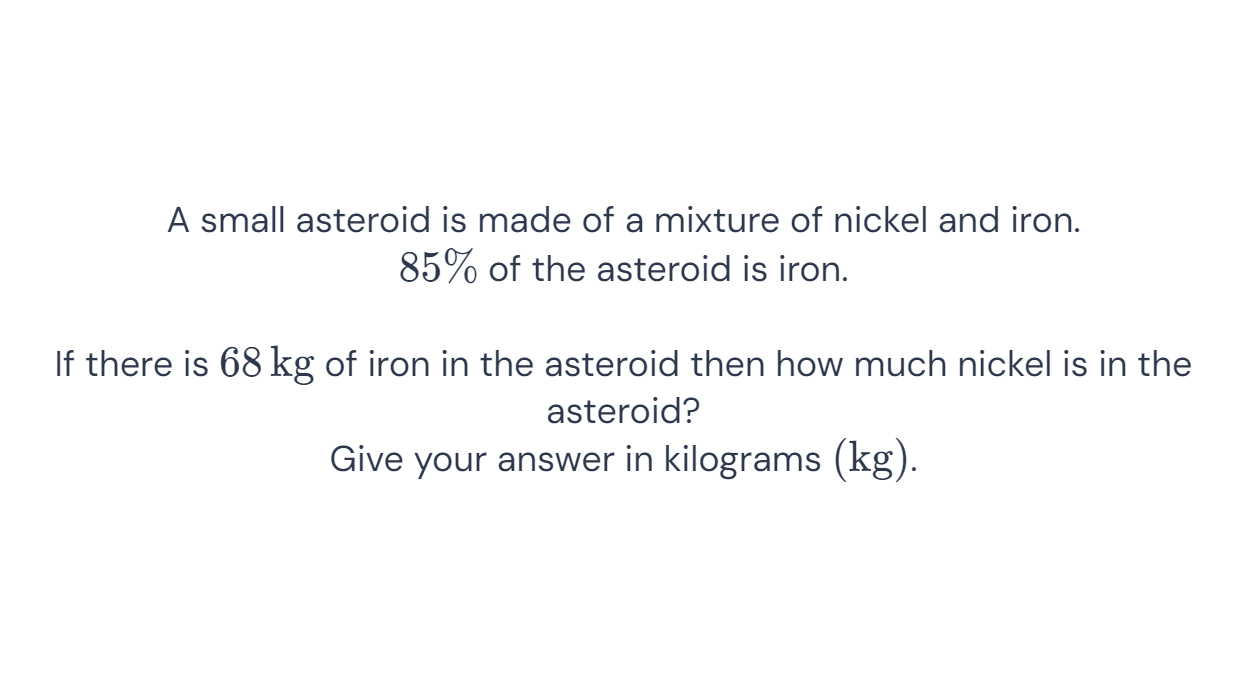 A small asteroid is made of a mixture of nickel and iron.
85% of the asteroid is iron.
If there is 68 kg of iron in the asteroid then how much nickel is in the
asteroid?
Give your answer in kilograms (kg).